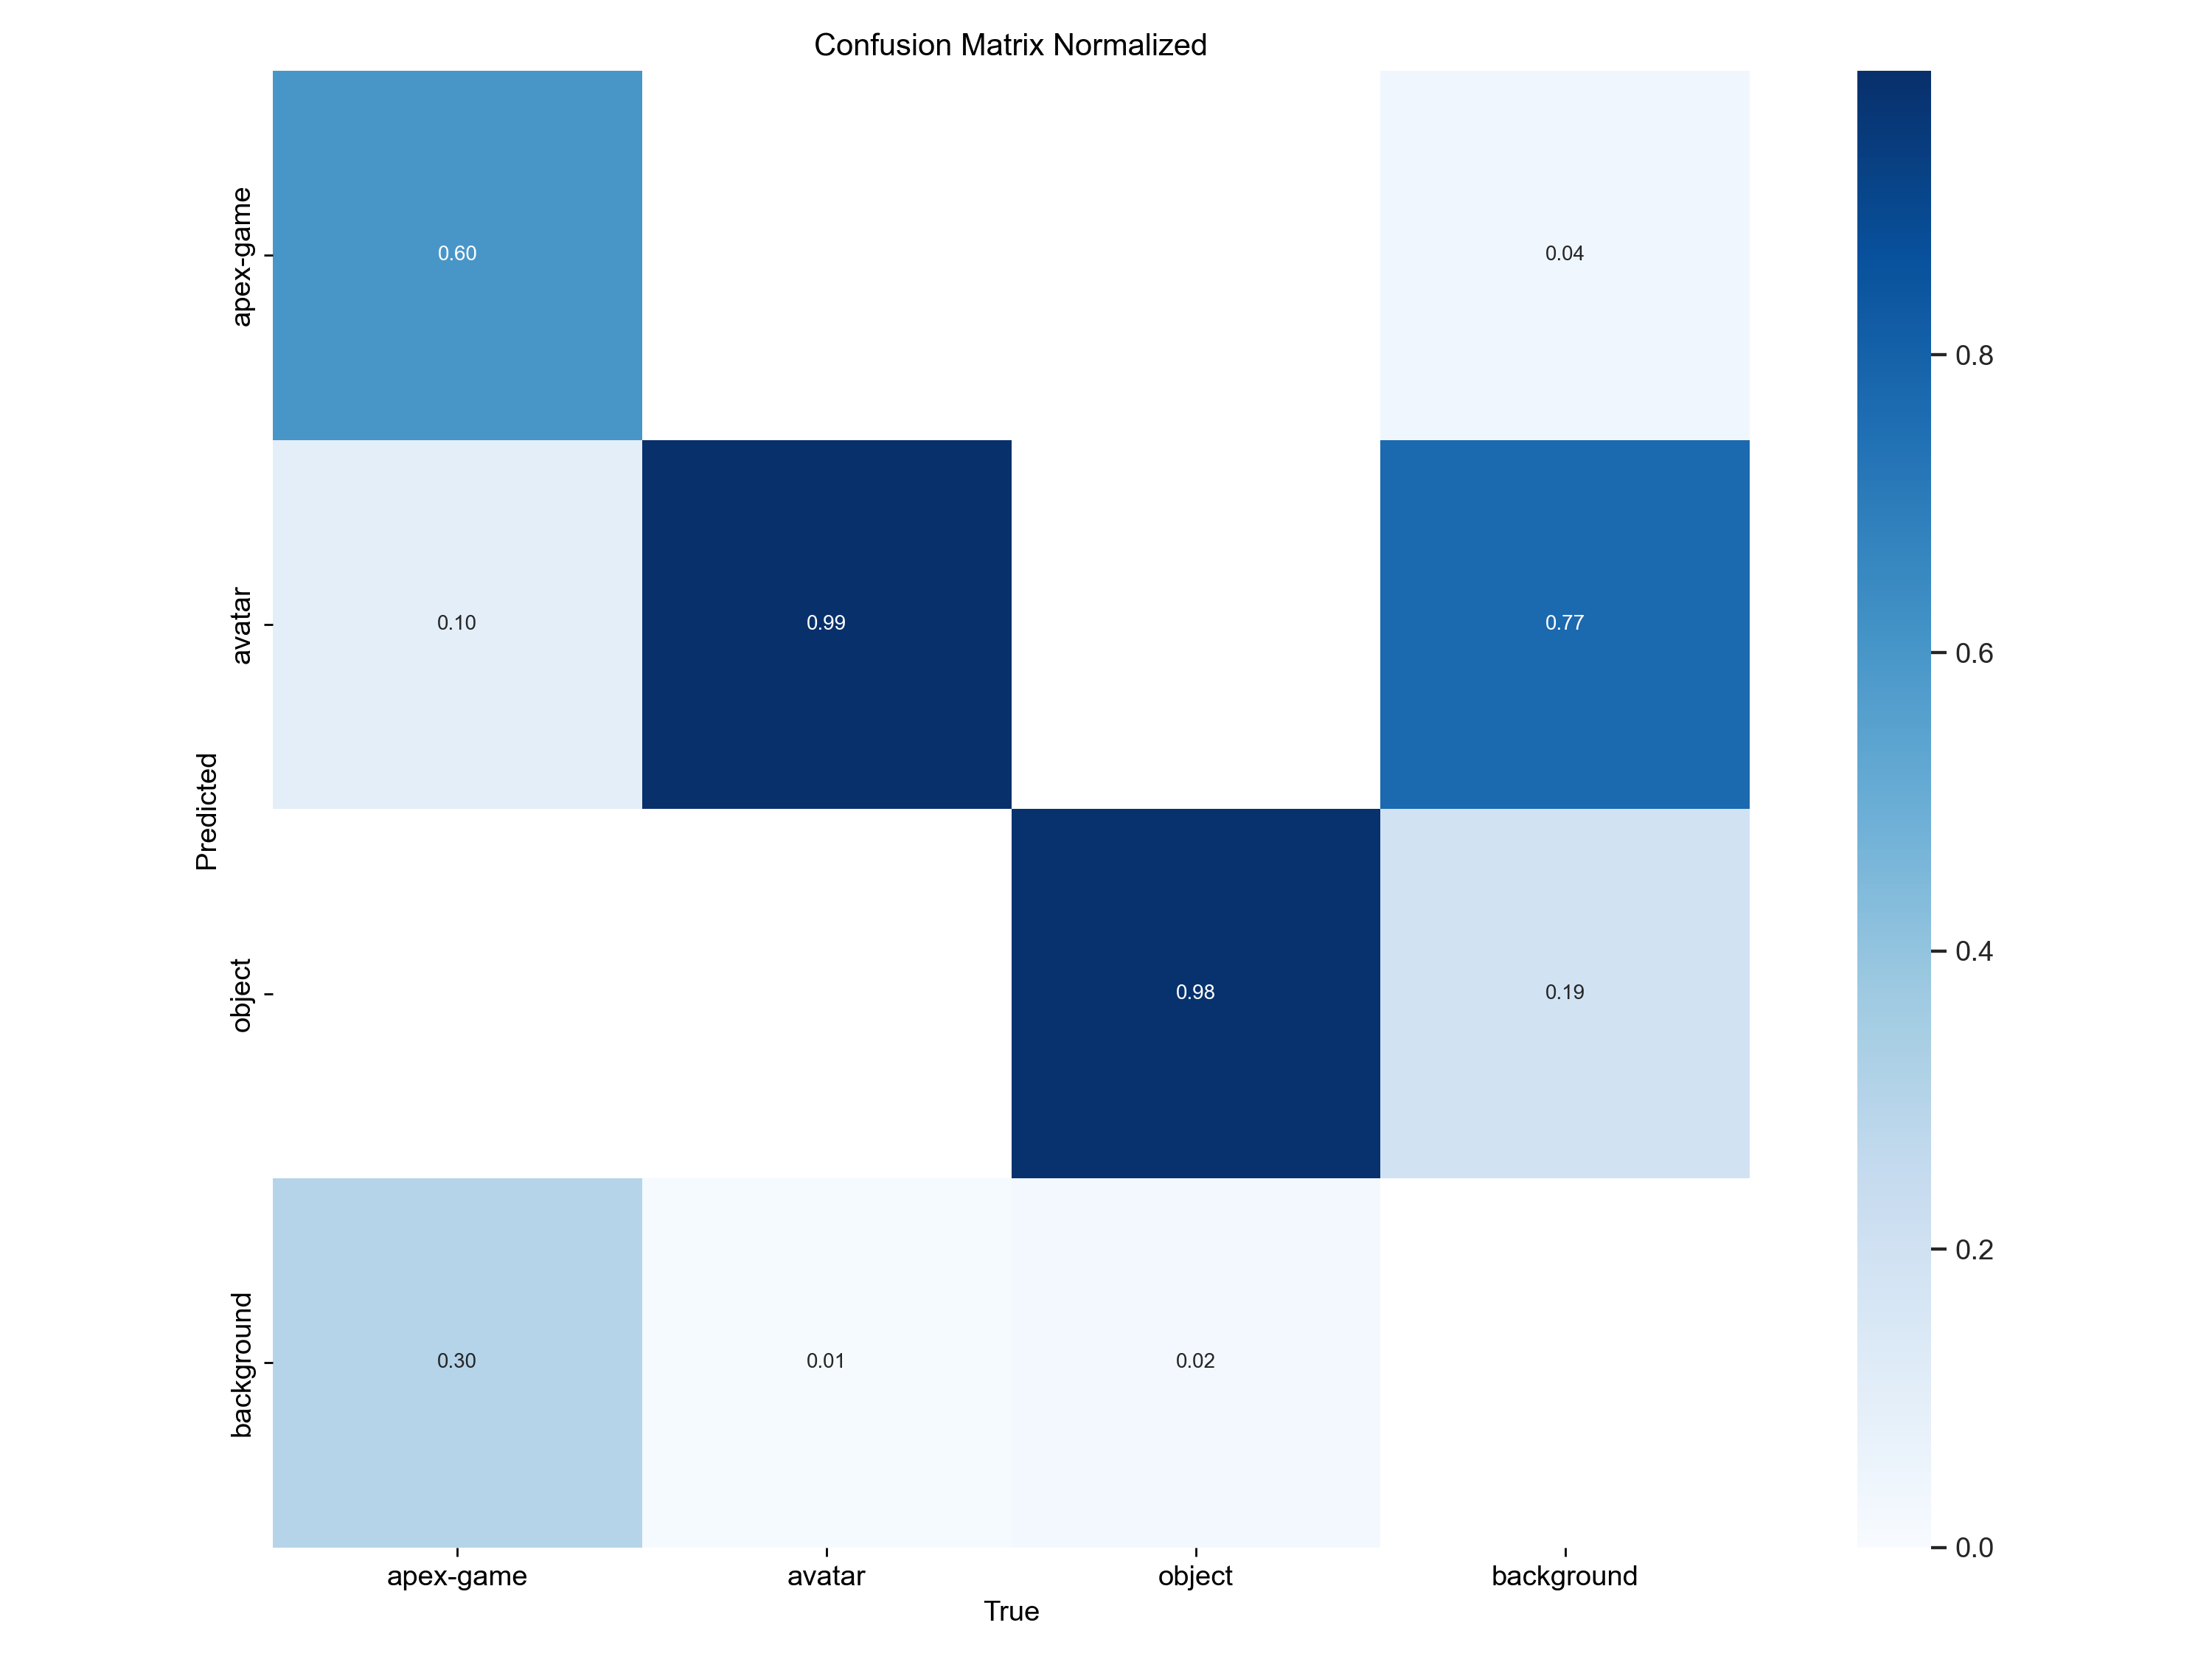 Confusion Matrix Normalized
apex-game
0.60
0.04
avatar
0.10
0.99
0.77
object
0.98
0.19
background
0.30
0.01
0.02
Predicted
apex-game
avatar
object
background
True
0.8
0.6
0.4
0.2
0.0